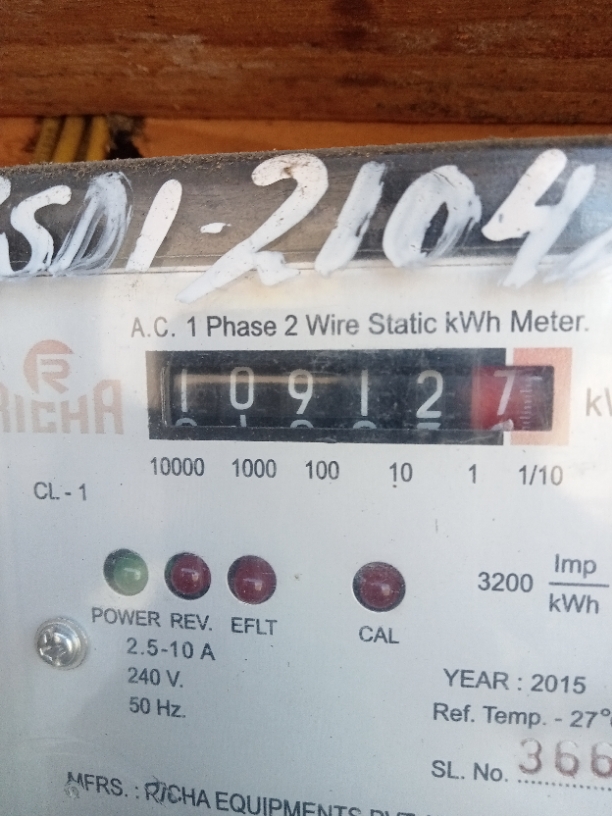 SD1-2104
A.C. 1 Phase 2 Wire Static kWh Meter.
RICHA
1 0 9 1 2 7
10000 1000 100 10 1 1/10
CL - 1
POWER REV. EFLT CAL
3200 Imp/kWh
2.5-10 A
240 V.
50 Hz.
YEAR : 2015
Ref. Temp. - 27°
SL. No. 366
MFRS. : RICHA EQUIPMENTS